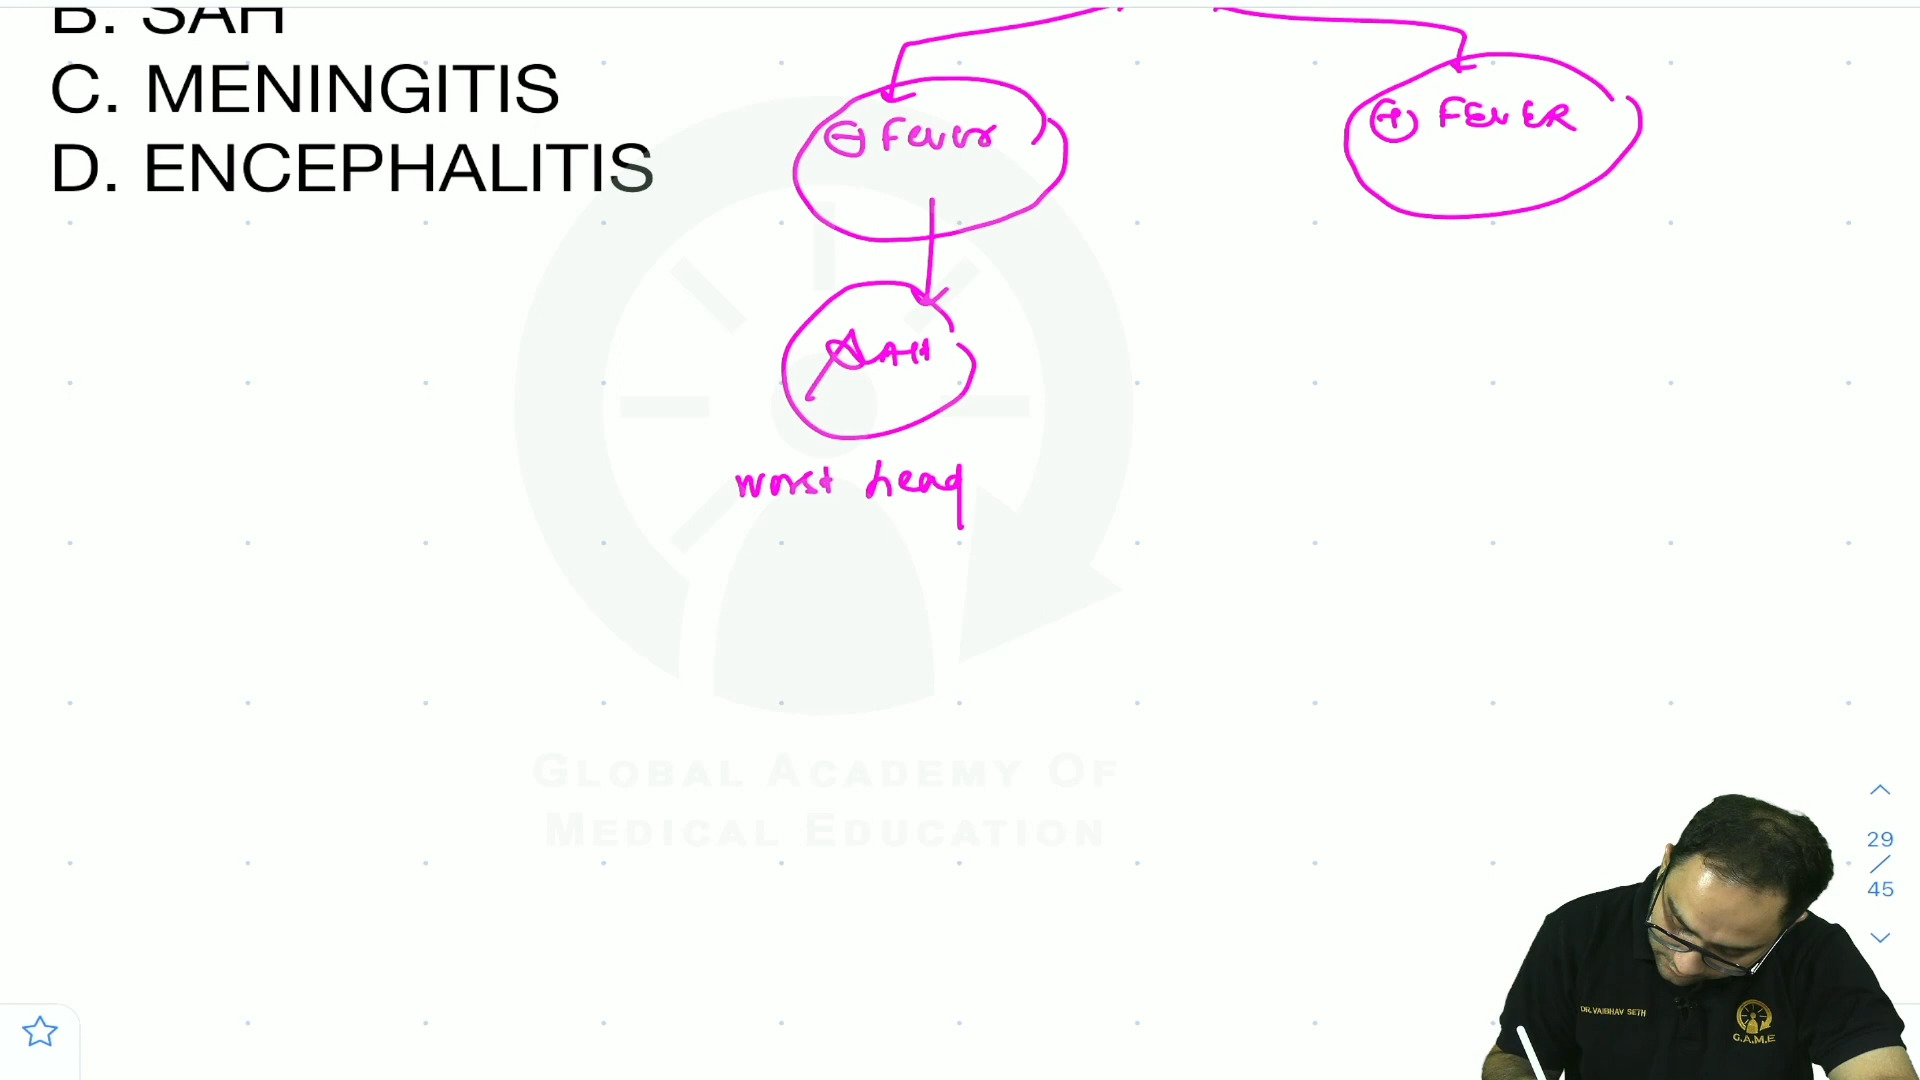 B. SAH
C. MENINGITIS
D. ENCEPHALITIS
⊖ Fever
⊕ FEVER
SAH
worst head
GLOBAL ACADEMY OF
MEDICAL EDUCATION
29
/
45
DR.VAIBHAV SETH
G.A.M.E